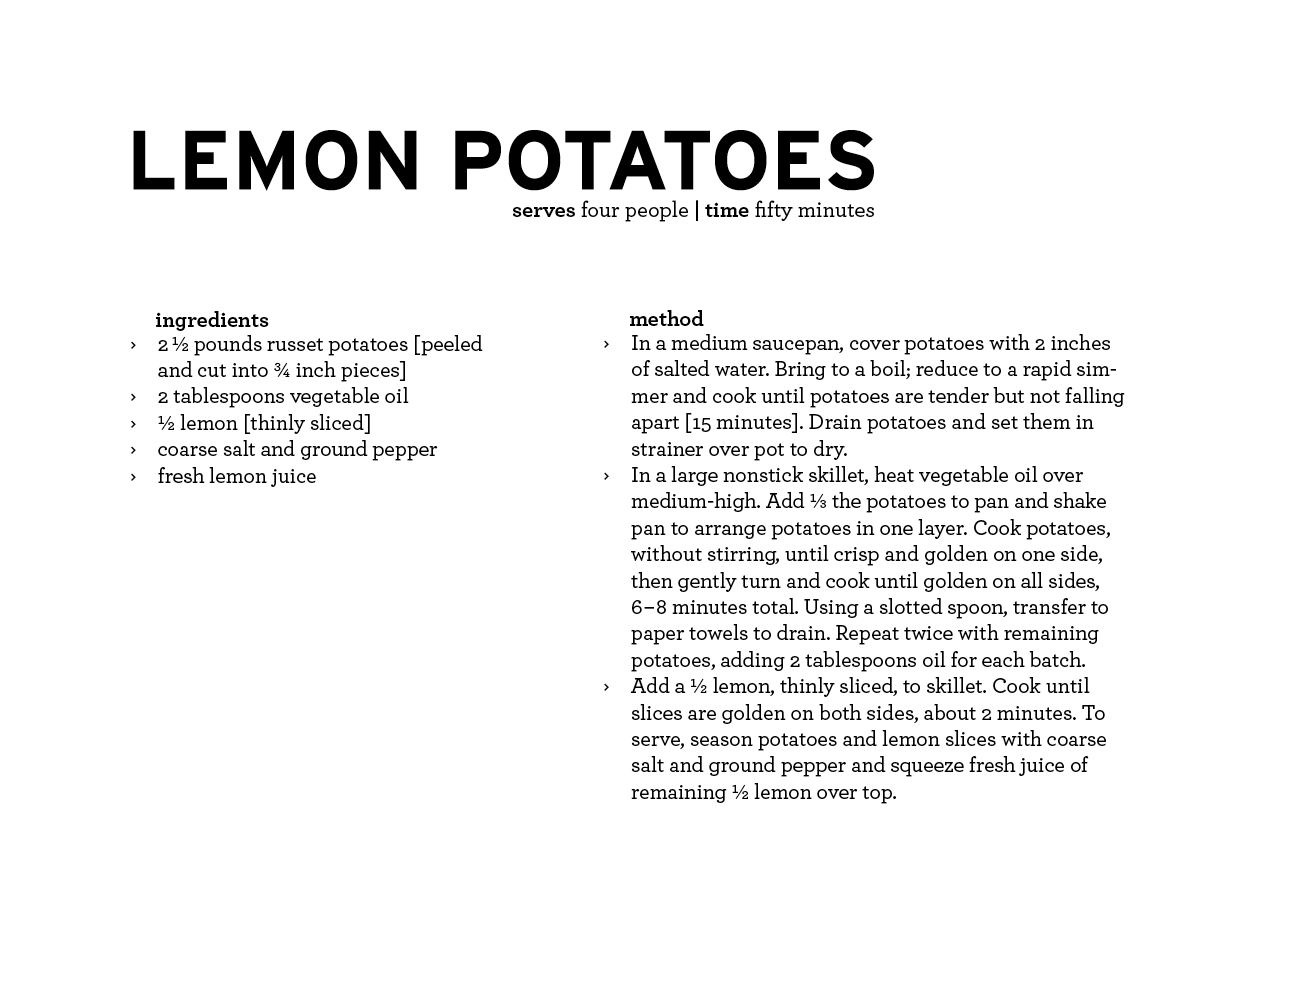 LEMON POTATOES
serves four people | time fifty minutes
ingredients
› 2 ½ pounds russet potatoes [peeled
and cut into ¾ inch pieces]
› 2 tablespoons vegetable oil
› ½ lemon [thinly sliced]
› coarse salt and ground pepper
› fresh lemon juice
method
› In a medium saucepan, cover potatoes with 2 inches
of salted water. Bring to a boil; reduce to a rapid sim-
mer and cook until potatoes are tender but not falling
apart [15 minutes]. Drain potatoes and set them in
strainer over pot to dry.
› In a large nonstick skillet, heat vegetable oil over
medium-high. Add ⅓ the potatoes to pan and shake
pan to arrange potatoes in one layer. Cook potatoes,
without stirring, until crisp and golden on one side,
then gently turn and cook until golden on all sides,
6–8 minutes total. Using a slotted spoon, transfer to
paper towels to drain. Repeat twice with remaining
potatoes, adding 2 tablespoons oil for each batch.
› Add a ½ lemon, thinly sliced, to skillet. Cook until
slices are golden on both sides, about 2 minutes. To
serve, season potatoes and lemon slices with coarse
salt and ground pepper and squeeze fresh juice of
remaining ½ lemon over top.